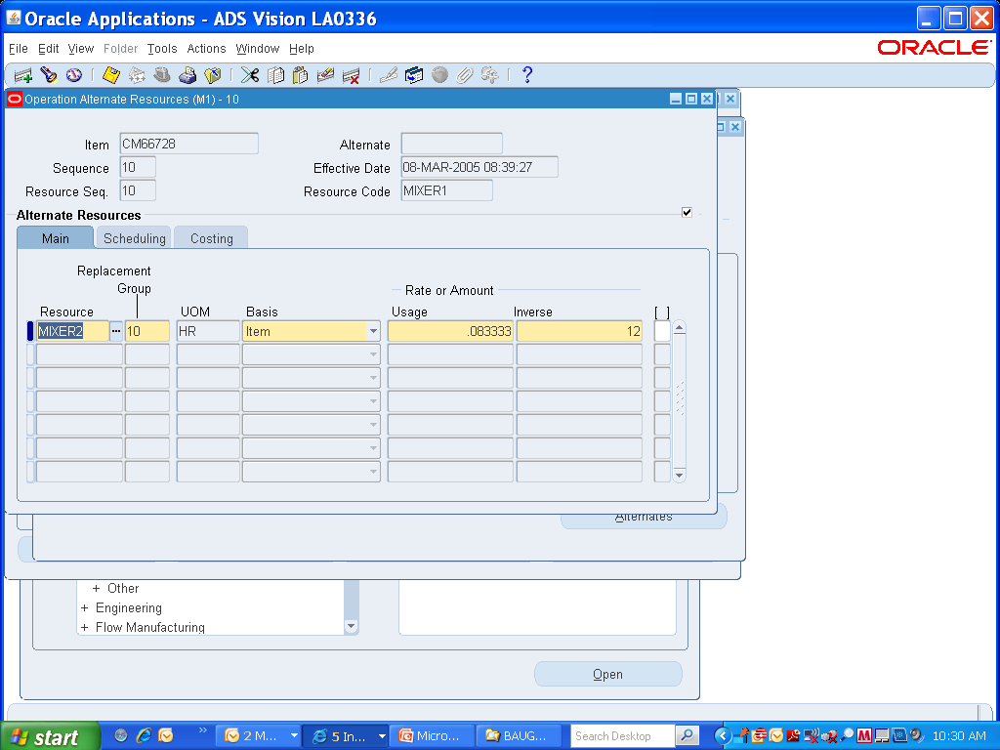 Oracle Applications - ADS Vision LA0336
File Edit View Folder Tools Actions Window Help
ORACLE
Operation Alternate Resources (M1) - 10
Item CM66728 Alternate
Sequence 10 Effective Date 08-MAR-2005 08:39:27
Resource Seq. 10 Resource Code MIXER1
Alternate Resources
Main Scheduling Costing
Replacement
Group
Rate or Amount
Resource UOM Basis Usage Inverse [ ]
MIXER2 10 HR Item .083333 12
Alternates
+ Other
+ Engineering
+ Flow Manufacturing
Open
start 2 M... 5 In... Micro... BAUG... Search Desktop 10:30 AM